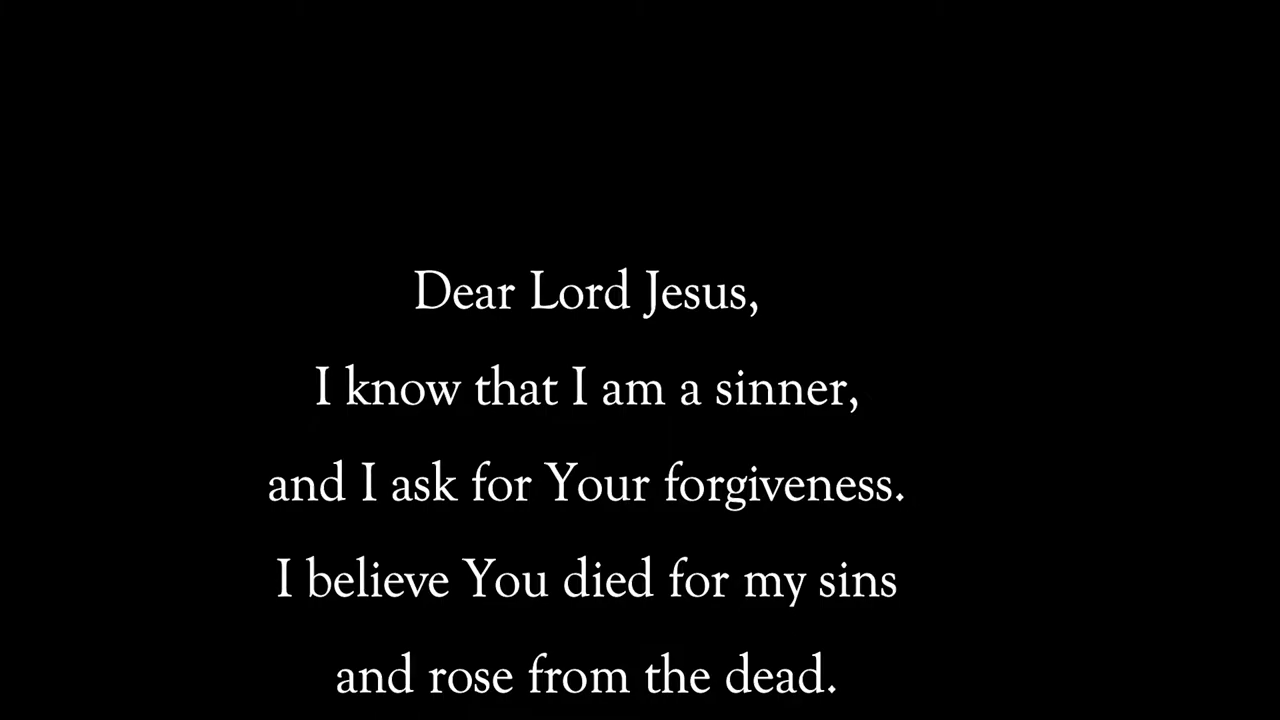 Dear Lord Jesus,
I know that I am a sinner,
and I ask for Your forgiveness.
I believe You died for my sins
and rose from the dead.